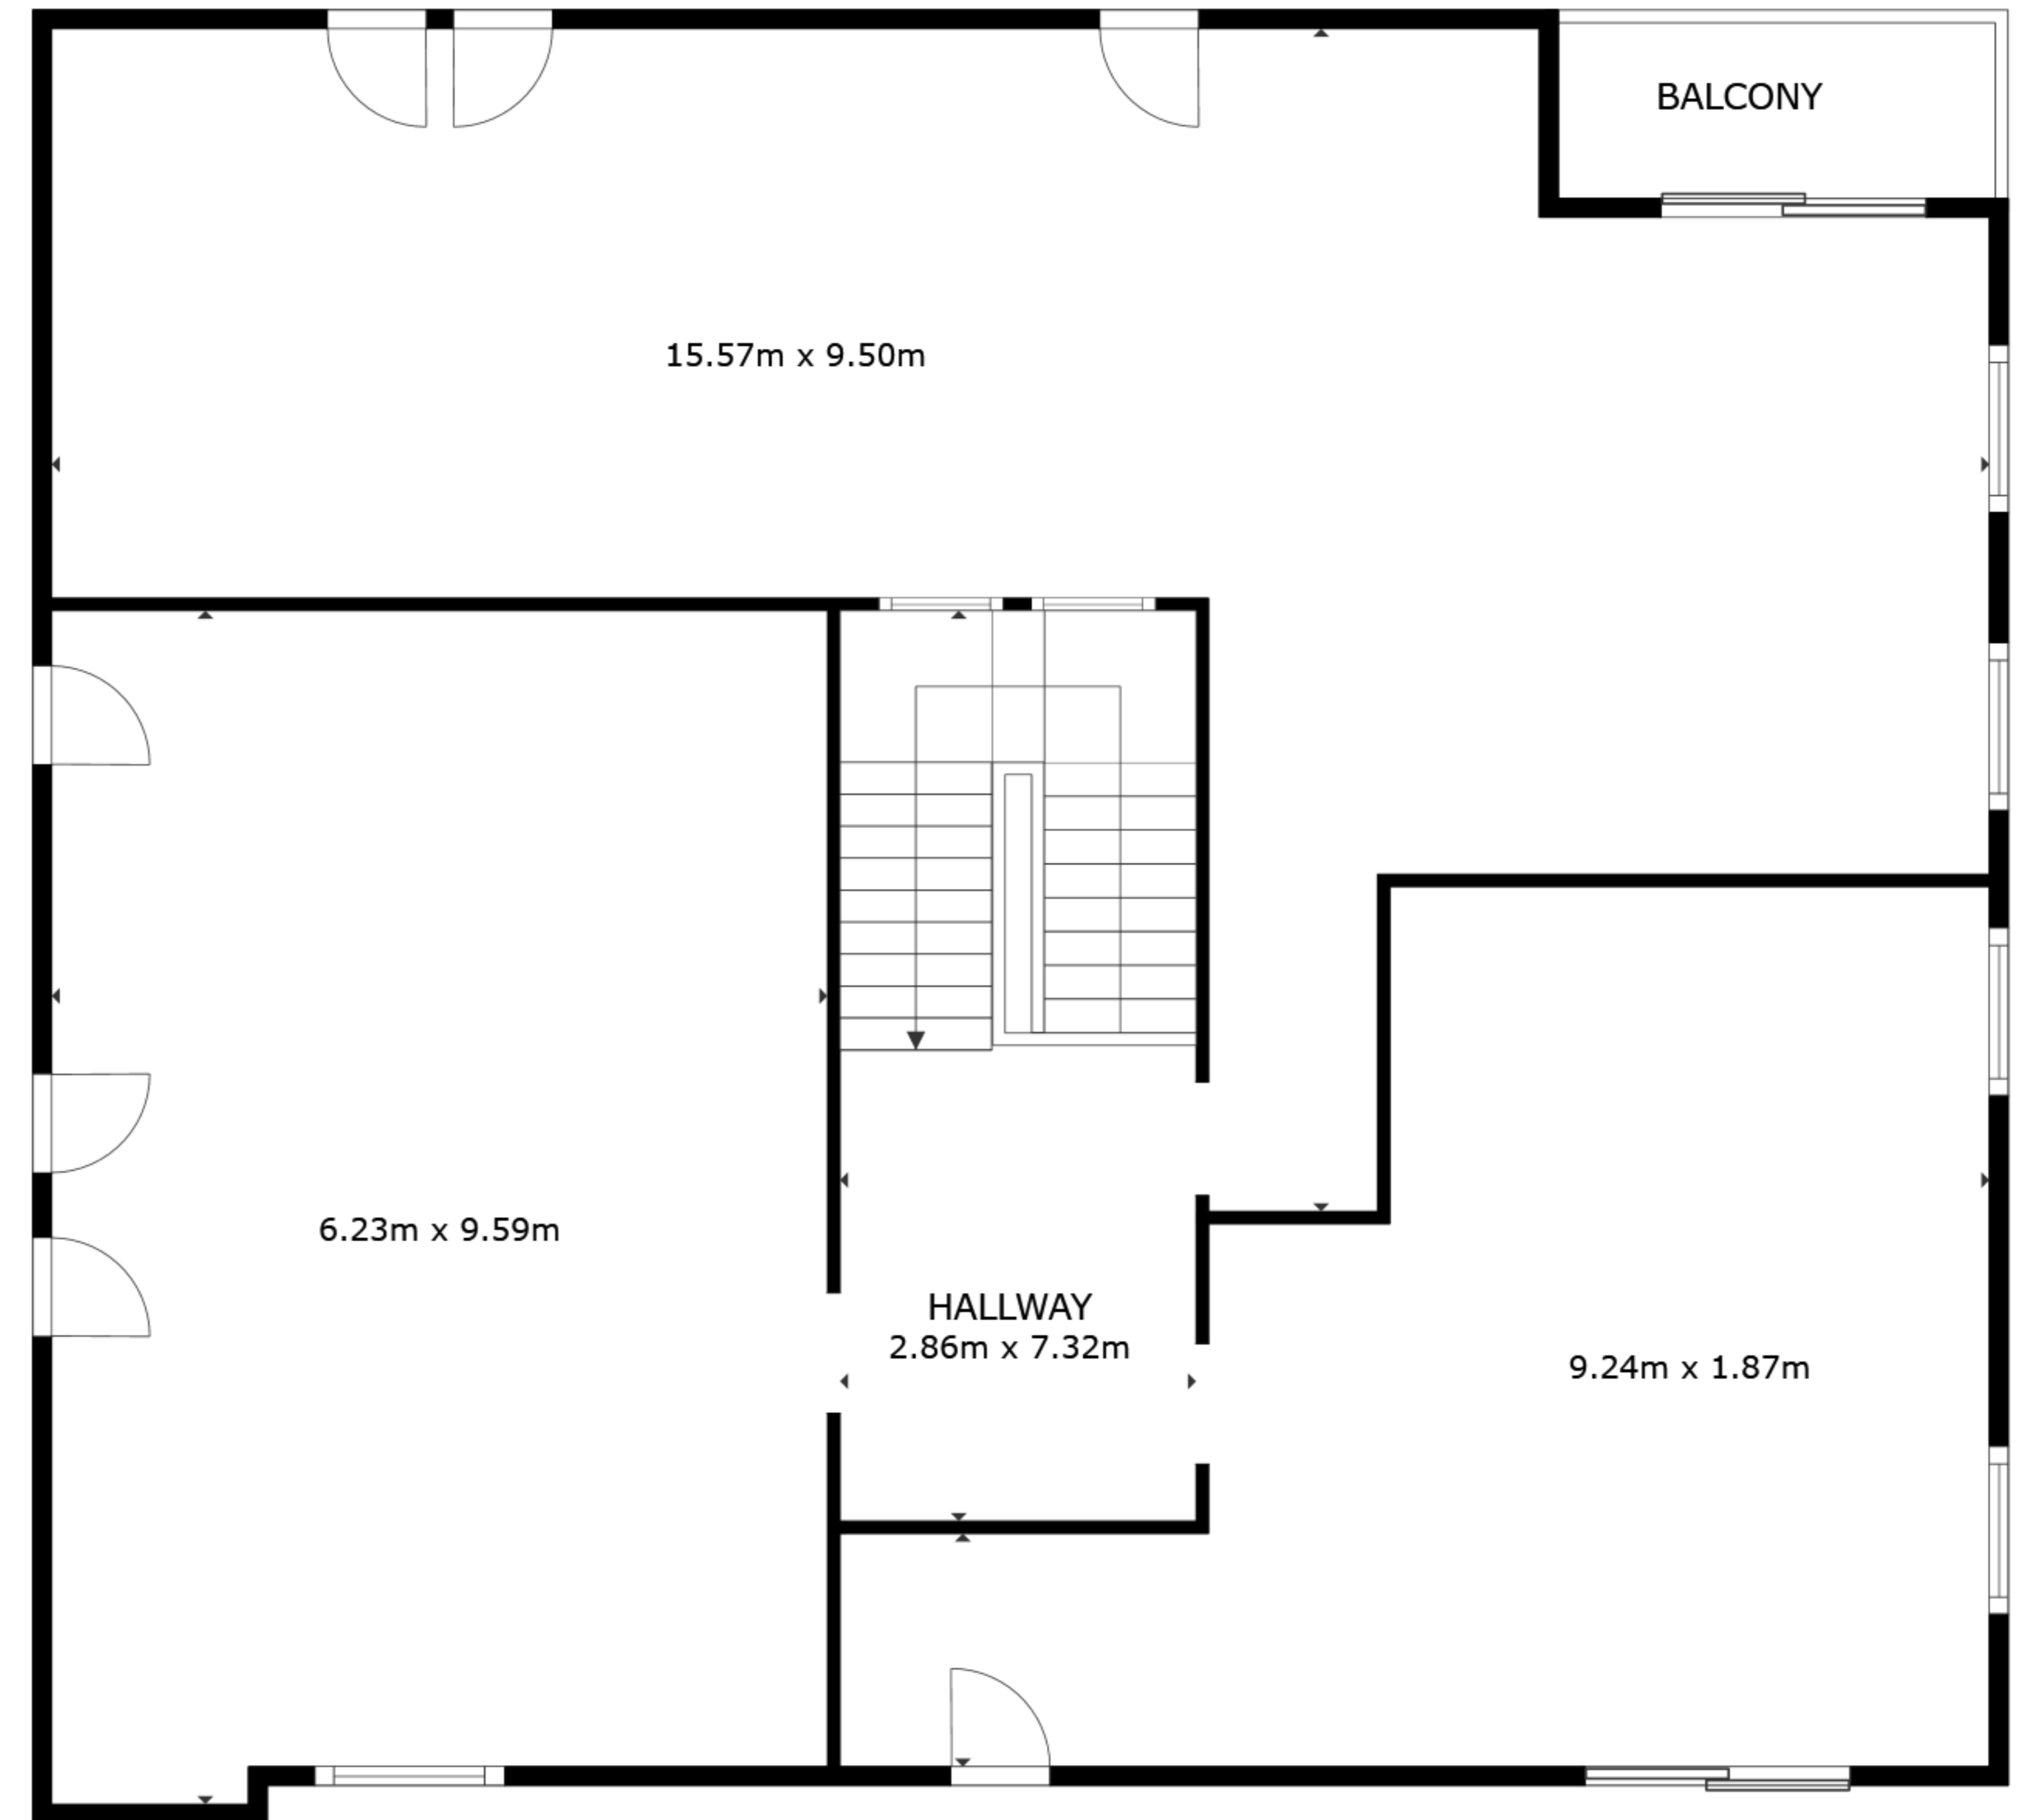 BALCONY
15.57m x 9.50m
6.23m x 9.59m
HALLWAY
2.86m x 7.32m
9.24m x 1.87m